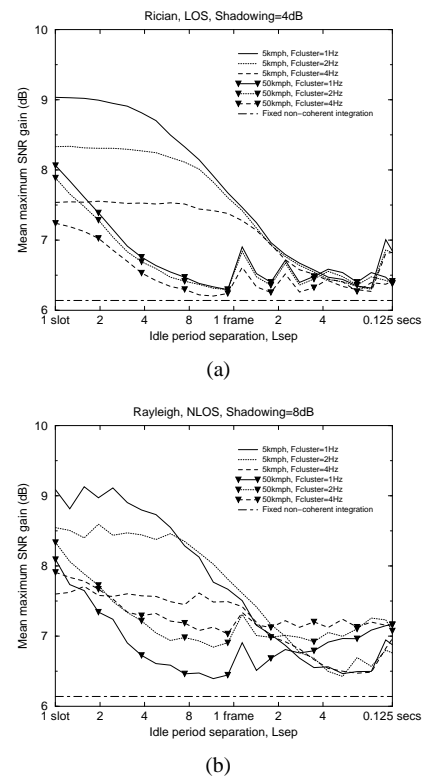 Rician, LOS, Shadowing=4dB
10
9
8
7
6
Mean maximum SNR gain (dB)
5kmph, Fcluster=1Hz
5kmph, Fcluster=2Hz
5kmph, Fcluster=4Hz
50kmph, Fcluster=1Hz
50kmph, Fcluster=2Hz
50kmph, Fcluster=4Hz
Fixed non−coherent integration
1 slot 2 4 8 1 frame 2 4 0.125 secs
Idle period separation, Lsep
(a)
Rayleigh, NLOS, Shadowing=8dB
10
9
8
7
6
Mean maximum SNR gain (dB)
5kmph, Fcluster=1Hz
5kmph, Fcluster=2Hz
5kmph, Fcluster=4Hz
50kmph, Fcluster=1Hz
50kmph, Fcluster=2Hz
50kmph, Fcluster=4Hz
Fixed non−coherent integration
1 slot 2 4 8 1 frame 2 4 0.125 secs
Idle period separation, Lsep
(b)